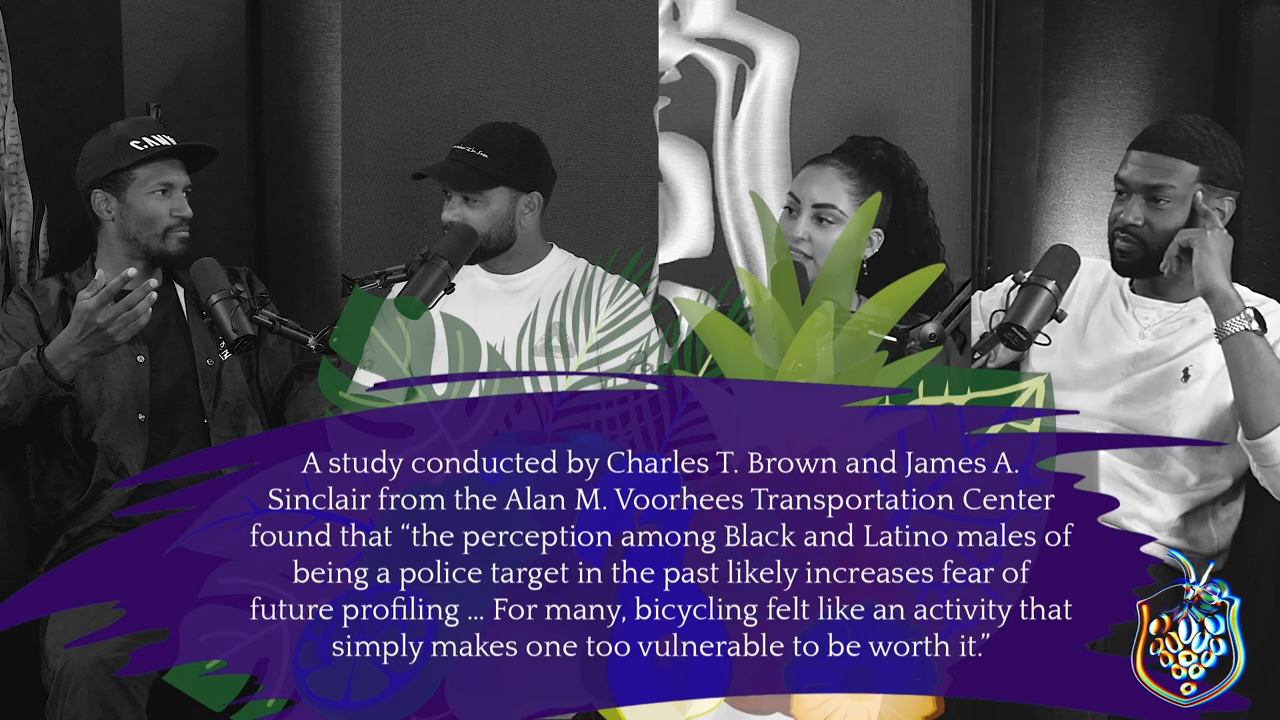 CAVE
A study conducted by Charles T. Brown and James A.
Sinclair from the Alan M. Voorhees Transportation Center
found that “the perception among Black and Latino males of
being a police target in the past likely increases fear of
future profiling ... For many, bicycling felt like an activity that
simply makes one too vulnerable to be worth it.”